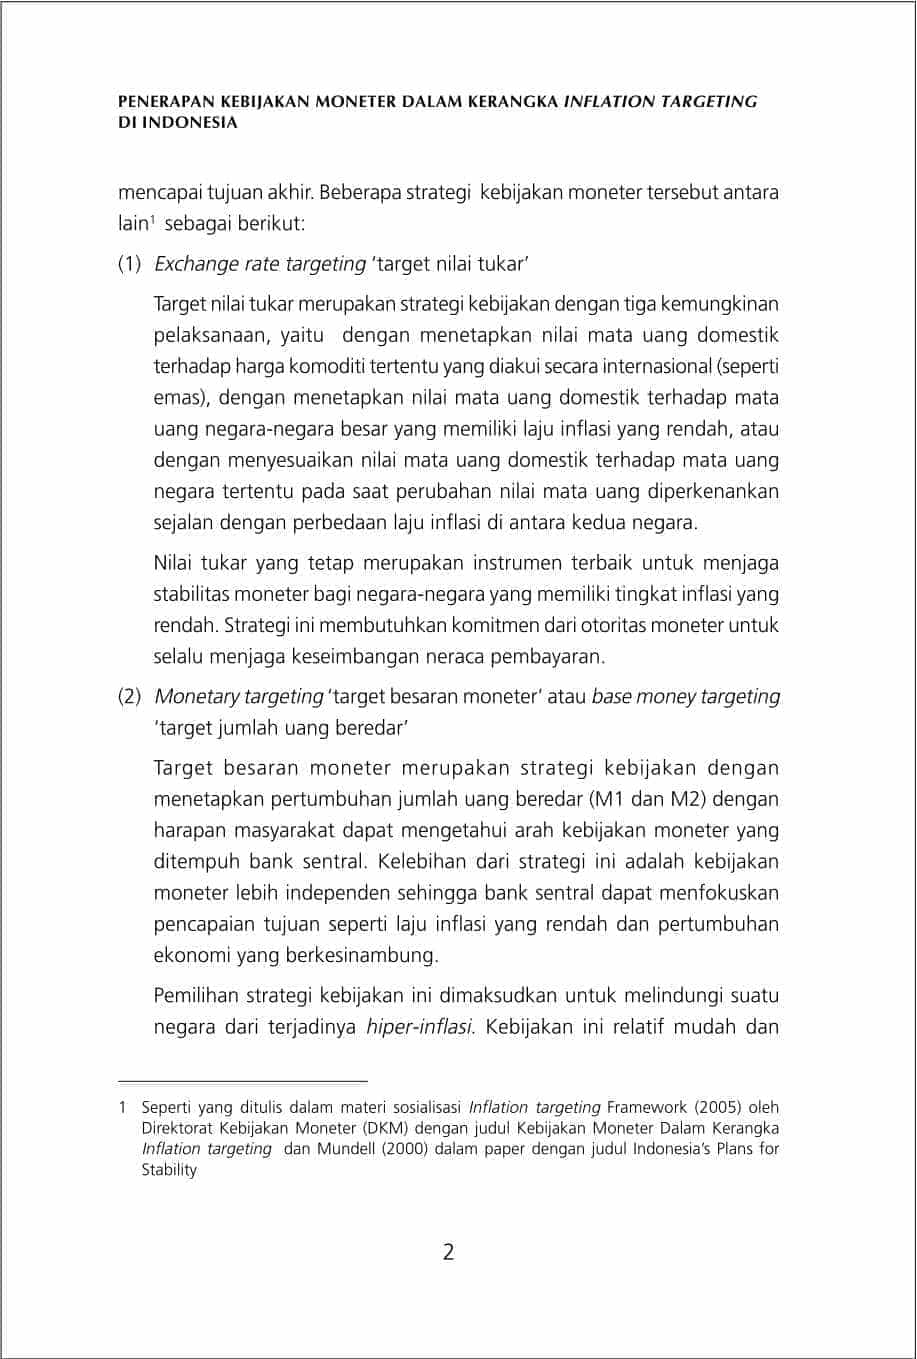 PENERAPAN KEBIJAKAN MONETER DALAM KERANGKA INFLATION TARGETING
DI INDONESIA
mencapai tujuan akhir. Beberapa strategi kebijakan moneter tersebut antara
lain¹ sebagai berikut:
(1) Exchange rate targeting ‘target nilai tukar’
Target nilai tukar merupakan strategi kebijakan dengan tiga kemungkinan
pelaksanaan, yaitu dengan menetapkan nilai mata uang domestik
terhadap harga komoditi tertentu yang diakui secara internasional (seperti
emas), dengan menetapkan nilai mata uang domestik terhadap mata
uang negara-negara besar yang memiliki laju inflasi yang rendah, atau
dengan menyesuaikan nilai mata uang domestik terhadap mata uang
negara tertentu pada saat perubahan nilai mata uang diperkenankan
sejalan dengan perbedaan laju inflasi di antara kedua negara.
Nilai tukar yang tetap merupakan instrumen terbaik untuk menjaga
stabilitas moneter bagi negara-negara yang memiliki tingkat inflasi yang
rendah. Strategi ini membutuhkan komitmen dari otoritas moneter untuk
selalu menjaga keseimbangan neraca pembayaran.
(2) Monetary targeting ‘target besaran moneter’ atau base money targeting
‘target jumlah uang beredar’
Target besaran moneter merupakan strategi kebijakan dengan
menetapkan pertumbuhan jumlah uang beredar (M1 dan M2) dengan
harapan masyarakat dapat mengetahui arah kebijakan moneter yang
ditempuh bank sentral. Kelebihan dari strategi ini adalah kebijakan
moneter lebih independen sehingga bank sentral dapat menfokuskan
pencapaian tujuan seperti laju inflasi yang rendah dan pertumbuhan
ekonomi yang berkesinambung.
Pemilihan strategi kebijakan ini dimaksudkan untuk melindungi suatu
negara dari terjadinya hiper-inflasi. Kebijakan ini relatif mudah dan
1 Seperti yang ditulis dalam materi sosialisasi Inflation targeting Framework (2005) oleh
Direktorat Kebijakan Moneter (DKM) dengan judul Kebijakan Moneter Dalam Kerangka
Inflation targeting dan Mundell (2000) dalam paper dengan judul Indonesia’s Plans for
Stability
2